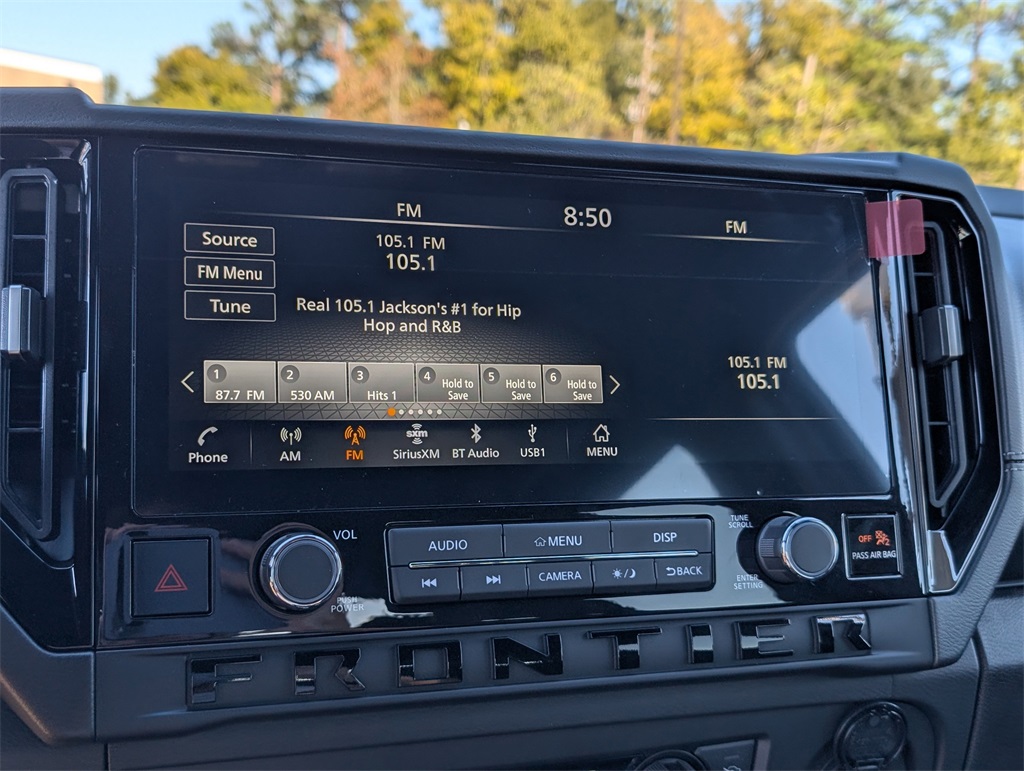 FM
8:50
FM
Source
105.1 FM
105.1
FM Menu
Tune
Real 105.1 Jackson's #1 for Hip
Hop and R&B
105.1 FM
105.1
1
87.7 FM
2
530 AM
3
Hits 1
4
Hold to
Save
5
Hold to
Save
6
Hold to
Save
Phone
AM
FM
sxm
SiriusXM
BT Audio
USB1
MENU
VOL
PUSH
POWER
AUDIO
MENU
DISP
CAMERA
BACK
TUNE
SCROLL
ENTER
SETTING
OFF
2
PASS AIR BAG
FRONTIER